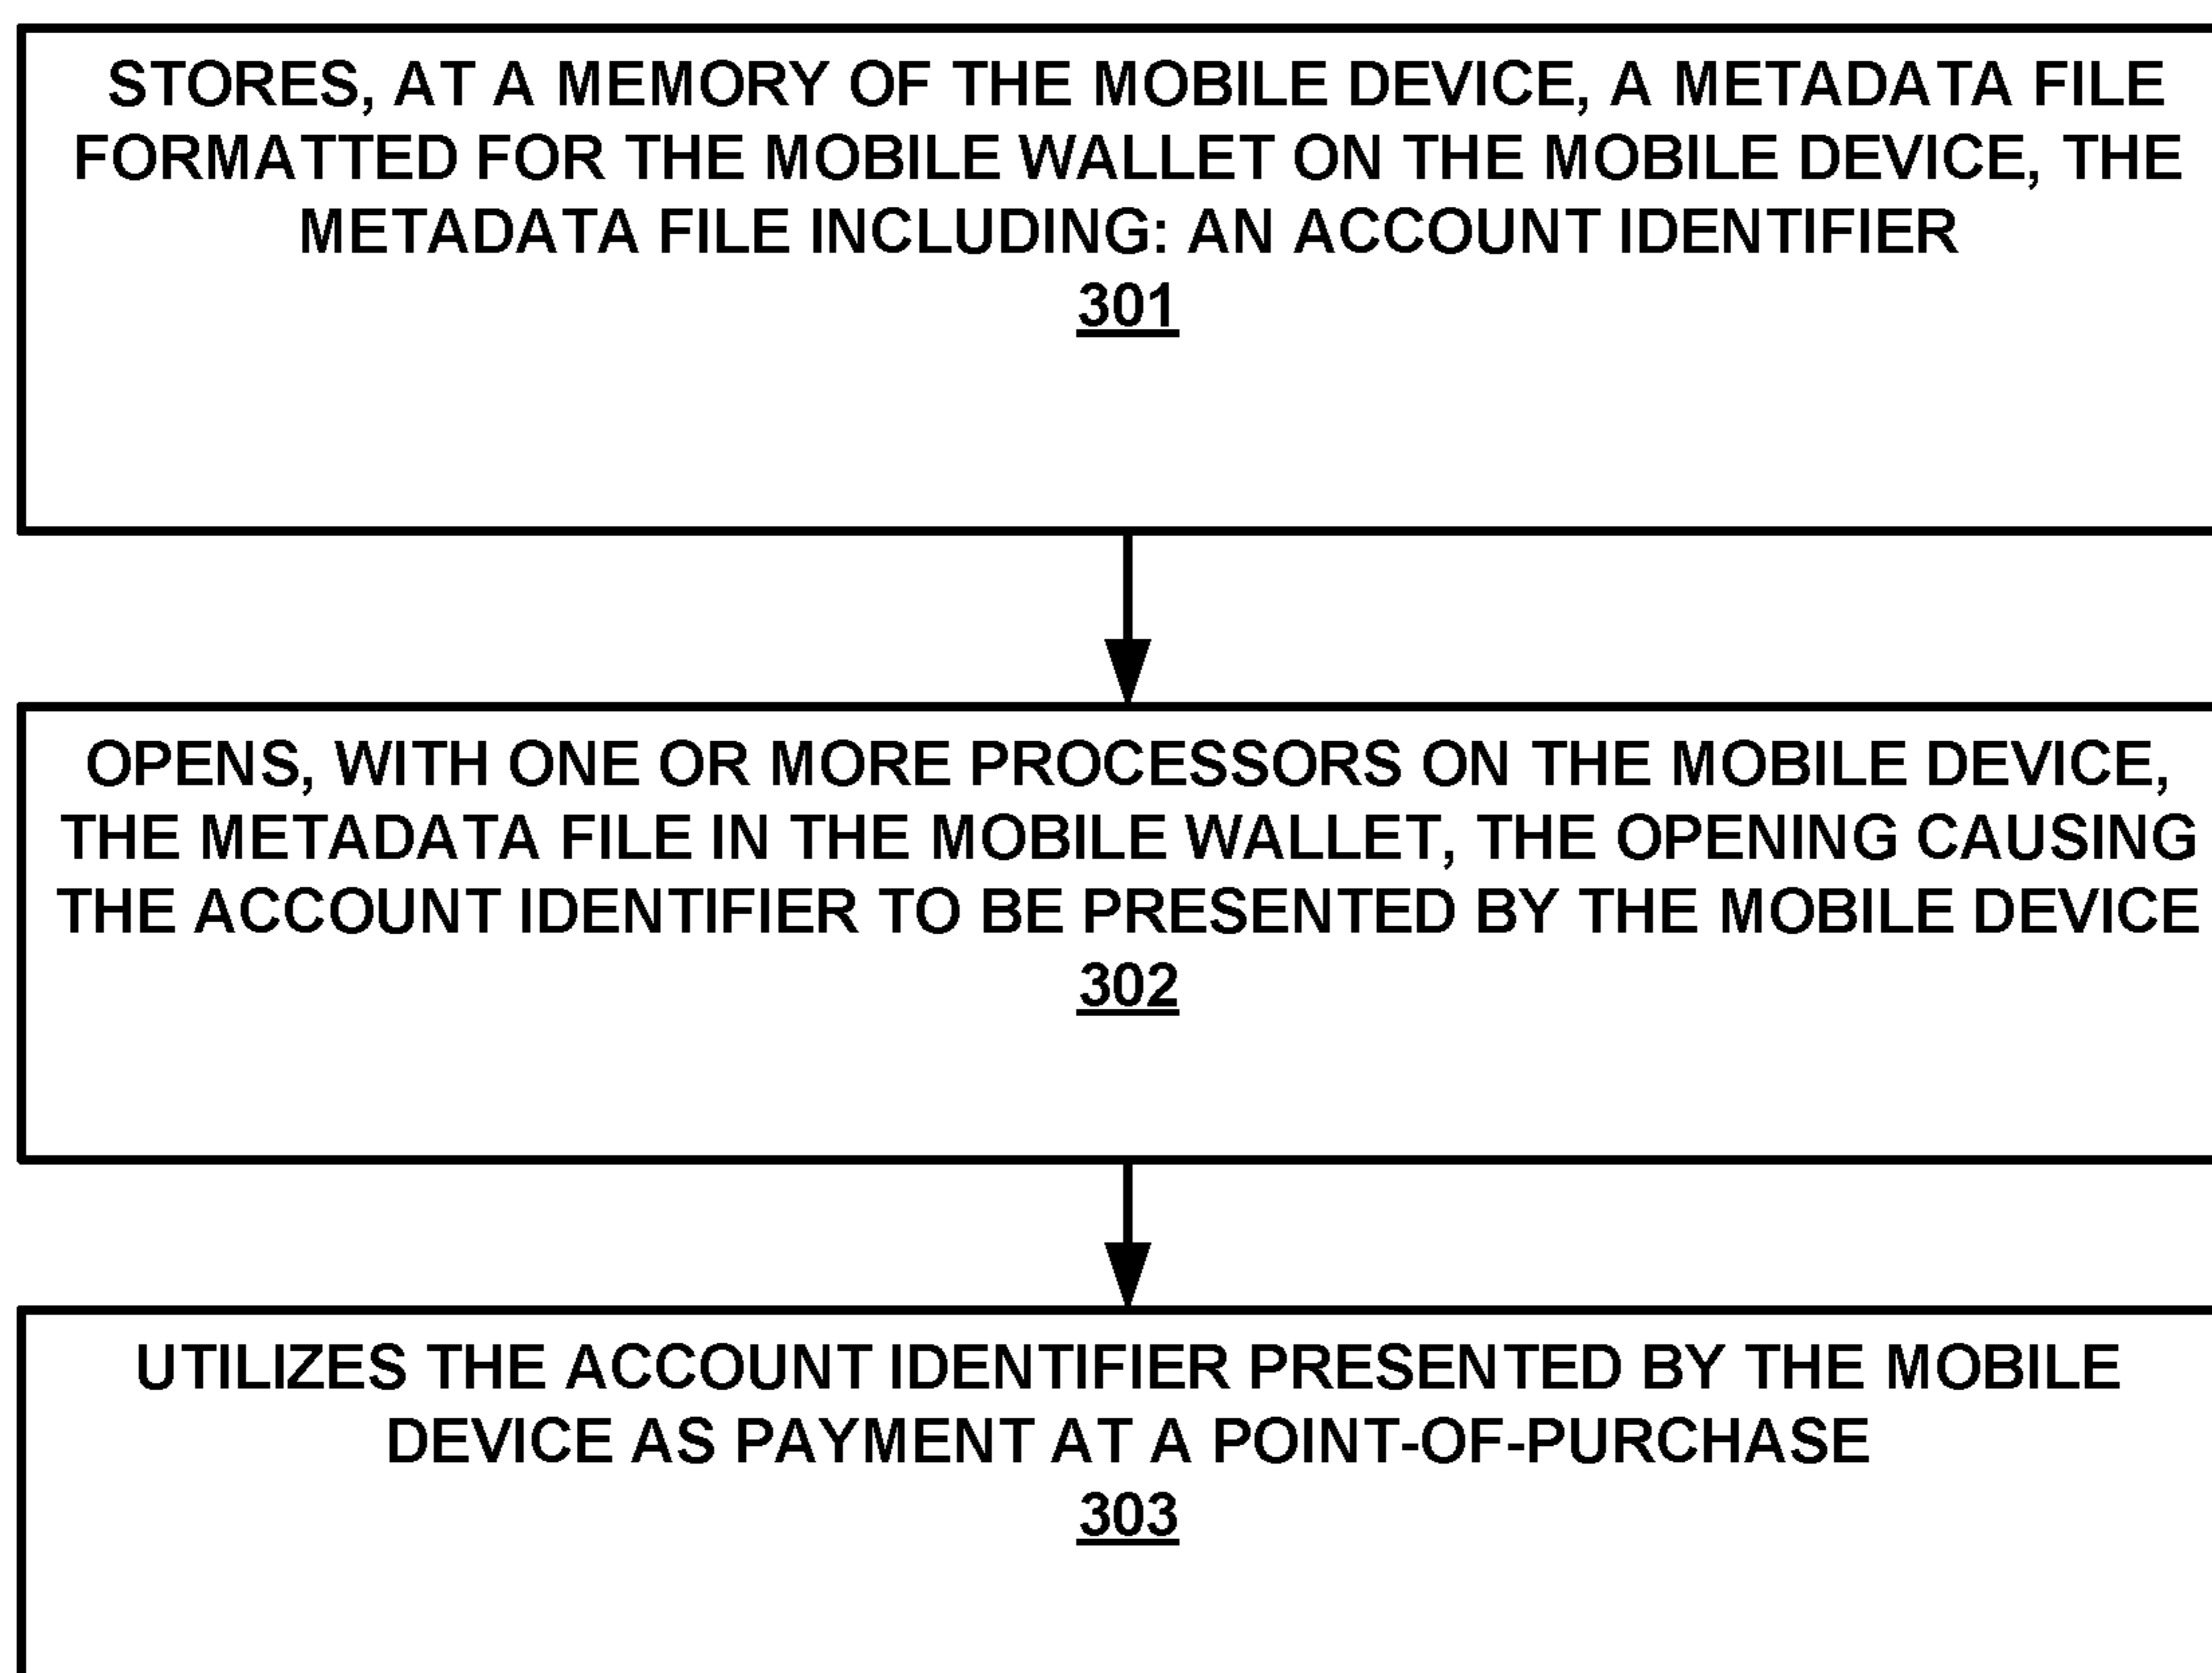 STORES, AT A MEMORY OF THE MOBILE DEVICE, A METADATA FILE
FORMATTED FOR THE MOBILE WALLET ON THE MOBILE DEVICE, THE
METADATA FILE INCLUDING: AN ACCOUNT IDENTIFIER
301
OPENS, WITH ONE OR MORE PROCESSORS ON THE MOBILE DEVICE,
THE METADATA FILE IN THE MOBILE WALLET, THE OPENING CAUSING
THE ACCOUNT IDENTIFIER TO BE PRESENTED BY THE MOBILE DEVICE
302
UTILIZES THE ACCOUNT IDENTIFIER PRESENTED BY THE MOBILE
DEVICE AS PAYMENT AT A POINT-OF-PURCHASE
303